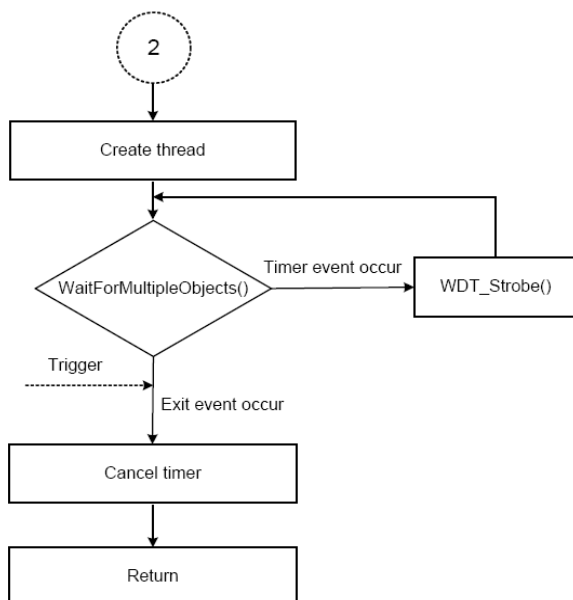 2
Create thread
WaitForMultipleObjects()
Timer event occur
WDT_Strobe()
Trigger
Exit event occur
Cancel timer
Return